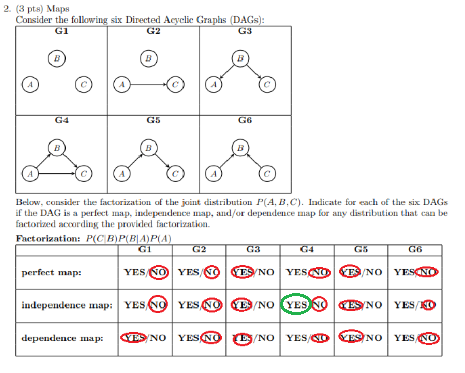 2. (3 pts) Maps
Consider the following six Directed Acyclic Graphs (DAGs):
G1 G2 G3
B B B
A C A C A C
G4 G5 G6
B B B
A C A C A C
Below, consider the factorization of the joint distribution P(A, B, C). Indicate for each of the six DAGs
if the DAG is a perfect map, independence map, and/or dependence map for any distribution that can be
factorized according the provided factorization.
Factorization: P(C|B)P(B|A)P(A)
G1 G2 G3 G4 G5 G6
perfect map: YES/NO YES/NO YES/NO YES/NO YES/NO YES/NO
independence map: YES/NO YES/NO YES/NO YES/NO YES/NO YES/NO
dependence map: YES/NO YES/NO YES/NO YES/NO YES/NO YES/NO